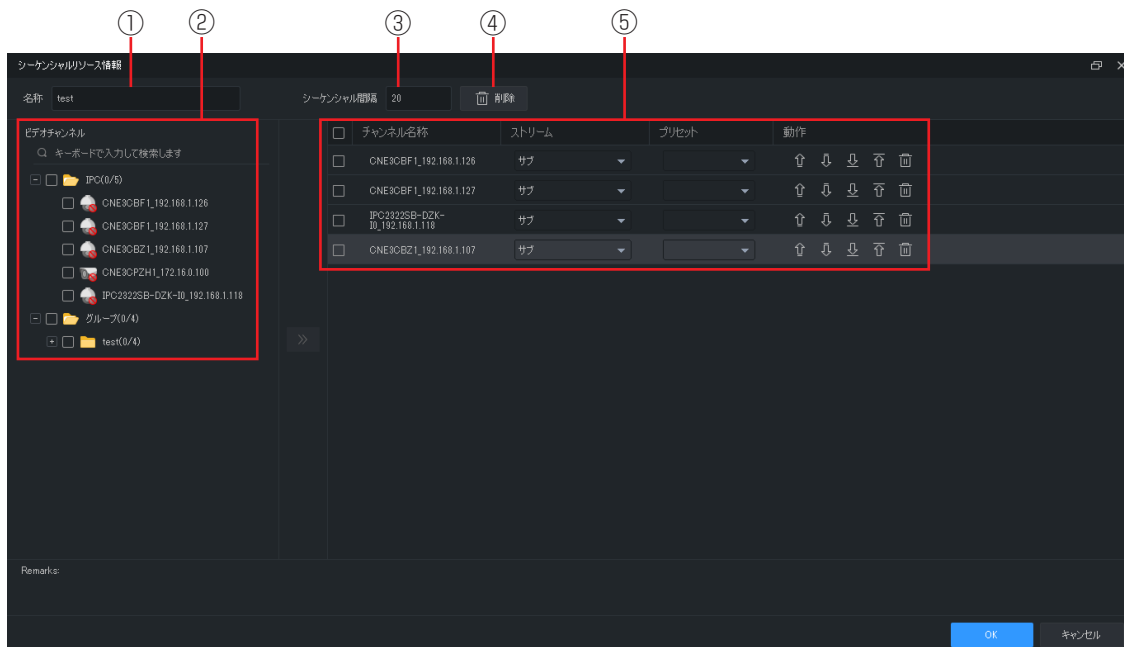 ① ② ③ ④ ⑤
シーケンシャルリソース情報
名称 test シーケンシャル間隔 20 削除
ビデオチャンネル
キーボードで入力して検索します
IPC(0/5)
CNE3CBF1_192.168.1.126
CNE3CBF1_192.168.1.127
CNE3CBZ1_192.168.1.107
CNE3CPZH1_172.16.0.100
IPC2322SB-DZK-I0_192.168.1.118
グループ(0/4)
test(0/4)
チャンネル名称 ストリーム プリセット 動作
CNE3CBF1_192.168.1.126 サブ
CNE3CBF1_192.168.1.127 サブ
IPC2322SB-DZK-
I0_192.168.1.118 サブ
CNE3CBZ1_192.168.1.107 サブ
Remarks:
OK キャンセル